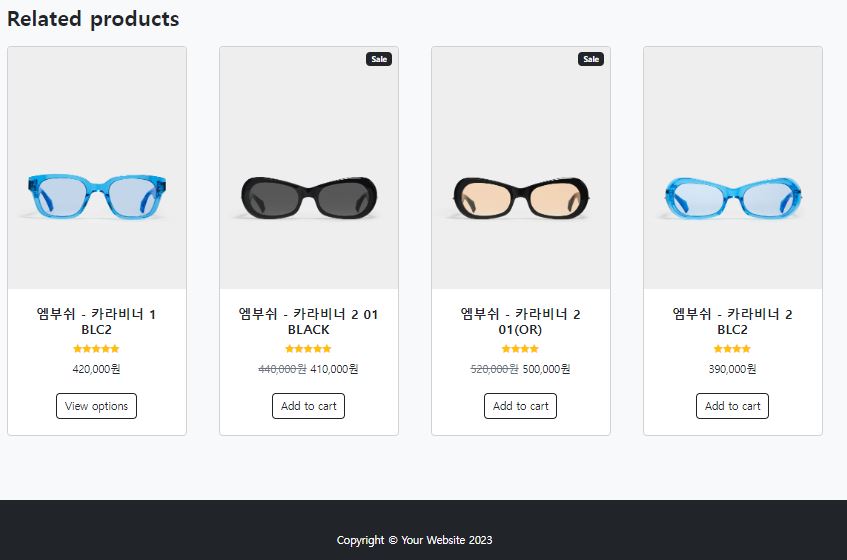 Related products
Sale
Sale
엠부쉬 - 카라비너 1
BLC2
420,000원
View options
엠부쉬 - 카라비너 2 01
BLACK
440,000원 410,000원
Add to cart
엠부쉬 - 카라비너 2
01(OR)
520,000원 500,000원
Add to cart
엠부쉬 - 카라비너 2
BLC2
390,000원
Add to cart
Copyright © Your Website 2023